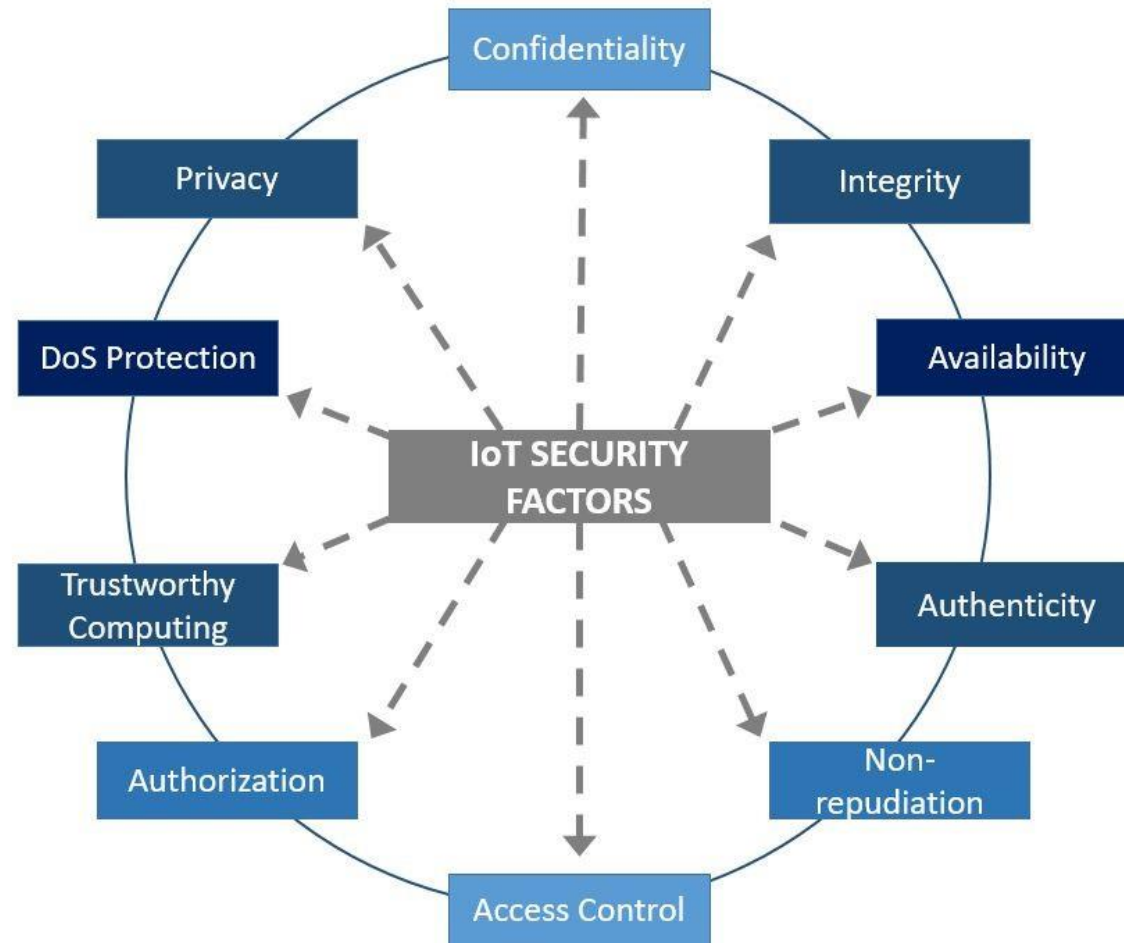 Confidentiality
Privacy
Integrity
DoS Protection
Availability
IoT SECURITY
FACTORS
Trustworthy
Computing
Authenticity
Authorization
Non-
repudiation
Access Control